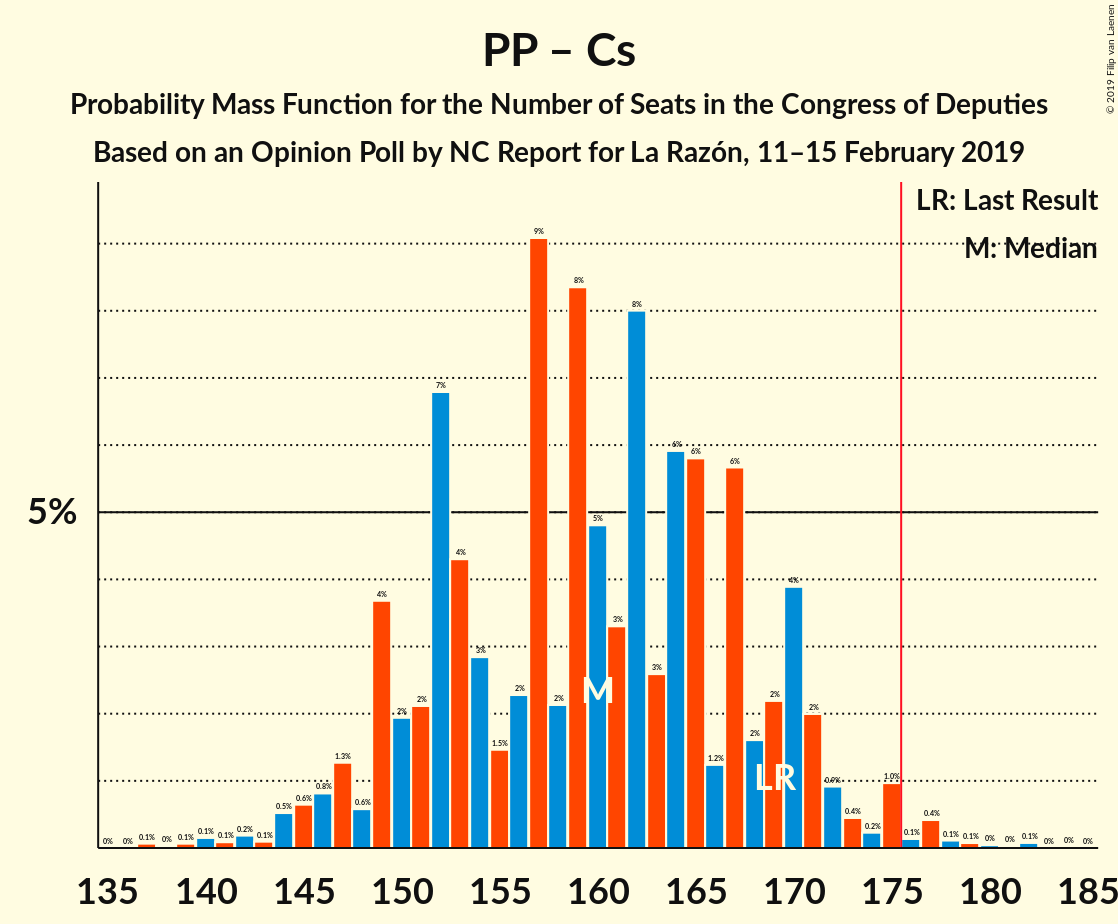 PP – Cs
Probability Mass Function for the Number of Seats in the Congress of Deputies
Based on an Opinion Poll by NC Report for La Razón, 11–15 February 2019
© 2019 Filip van Laenen
LR: Last Result
M: Median
5%
0% 0% 0.1% 0% 0.1% 0.1% 0.1% 0.2% 0.1% 0.5% 0.6% 0.8% 1.3% 0.6% 4% 2% 2% 7% 4% 3% 1.5% 2% 9% 2% 8% 5% 3% 8% 3% 6% 6% 1.2% 6% 2% 2% 4% 2% 0.9% 0.4% 0.2% 1.0% 0.1% 0.4% 0.1% 0.1% 0% 0% 0.1% 0% 0% 0%
M
LR
135 140 145 150 155 160 165 170 175 180 185